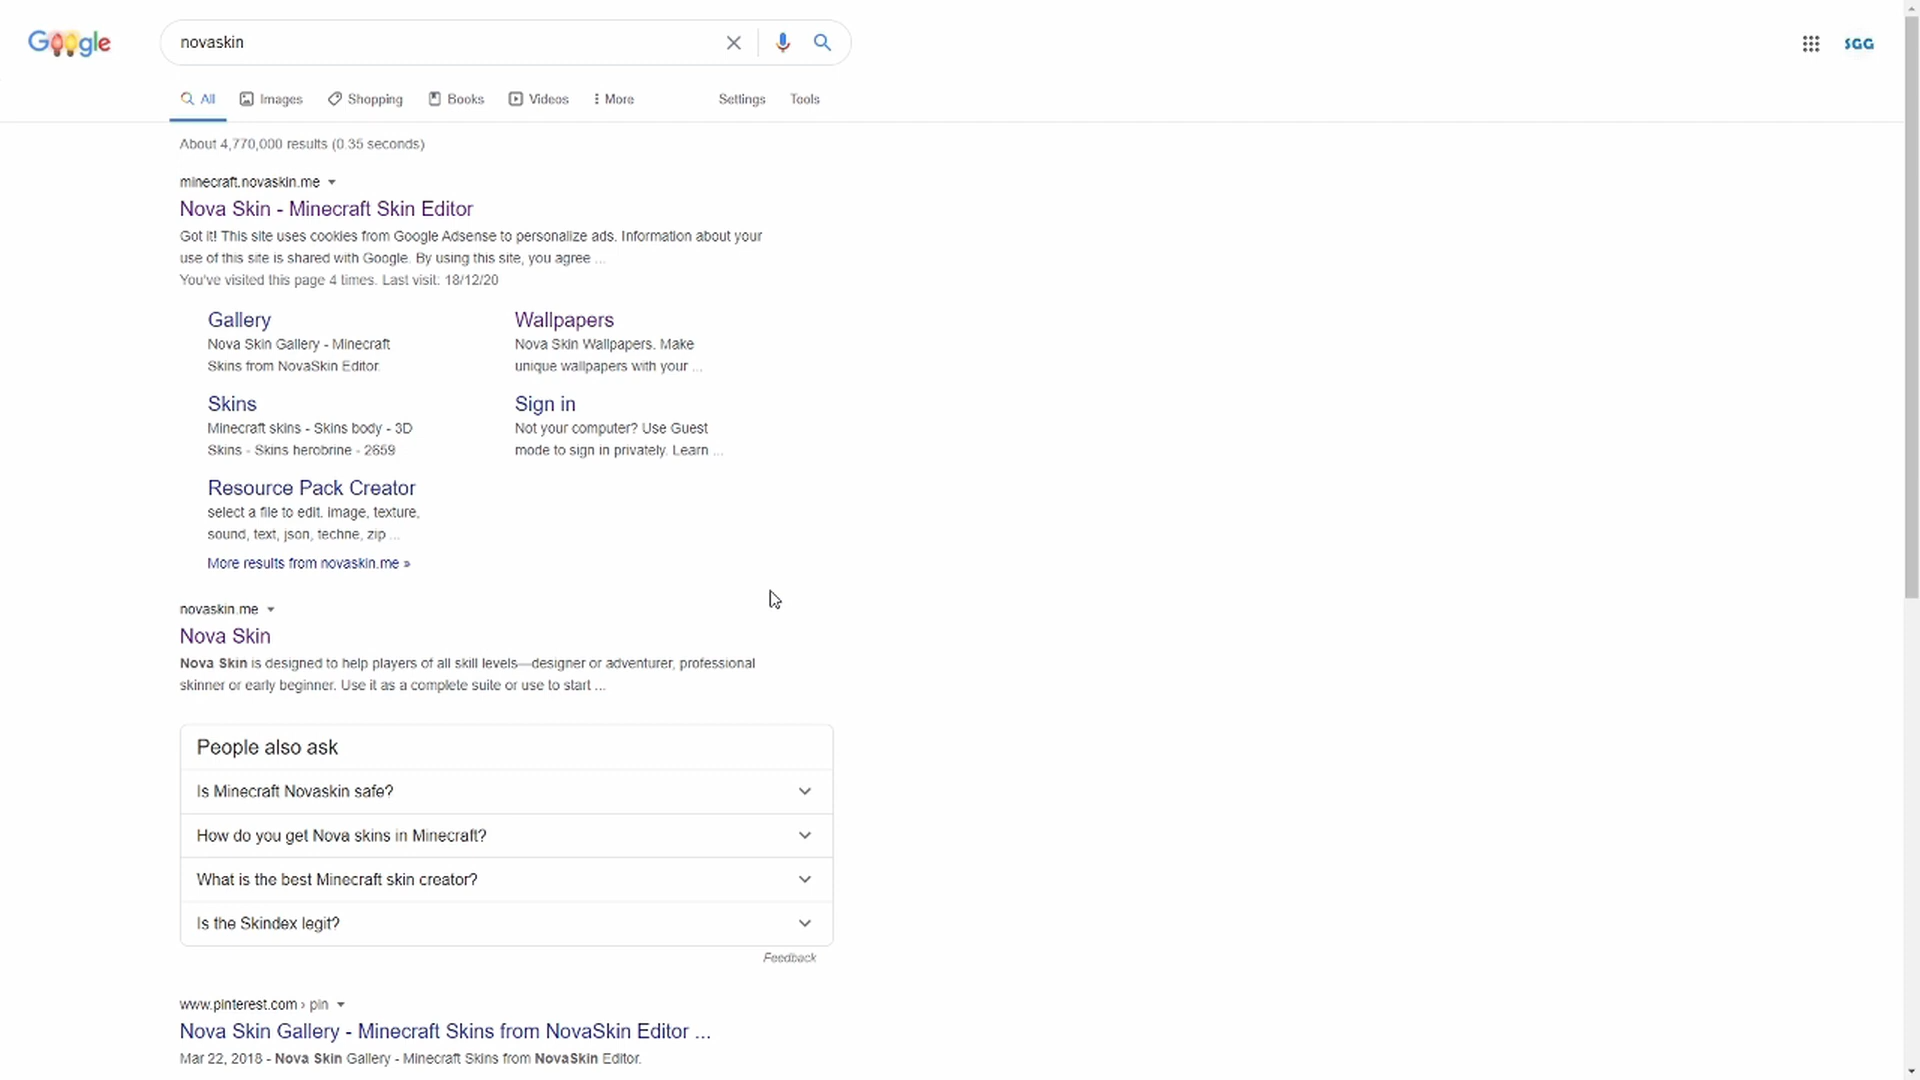 Google
novaskin
SGG
All
Images
Shopping
Books
Videos
More
Settings
Tools
About 4,770,000 results (0.35 seconds)
minecraft.novaskin.me
Nova Skin - Minecraft Skin Editor
Got it! This site uses cookies from Google Adsense to personalize ads. Information about your
use of this site is shared with Google. By using this site, you agree ...
You've visited this page 4 times. Last visit: 18/12/20
Gallery
Nova Skin Gallery - Minecraft
Skins from NovaSkin Editor.
Wallpapers
Nova Skin Wallpapers. Make
unique wallpapers with your ...
Skins
Minecraft skins - Skins body - 3D
Skins - Skins herobrine - 2659
Sign in
Not your computer? Use Guest
mode to sign in privately. Learn ...
Resource Pack Creator
select a file to edit. image, texture,
sound, text, json, techne, zip ...
More results from novaskin.me »
novaskin.me
Nova Skin
Nova Skin is designed to help players of all skill levels—designer or adventurer, professional
skinner or early beginner. Use it as a complete suite or use to start ...
People also ask
Is Minecraft Novaskin safe?
How do you get Nova skins in Minecraft?
What is the best Minecraft skin creator?
Is the Skindex legit?
Feedback
www.pinterest.com › pin
Nova Skin Gallery - Minecraft Skins from NovaSkin Editor ...
Mar 22, 2018 - Nova Skin Gallery - Minecraft Skins from NovaSkin Editor.